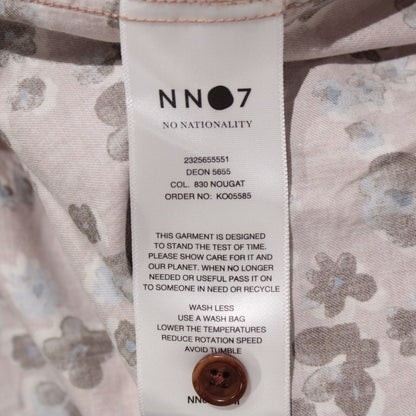 NN●7
NO NATIONALITY
2325655551
DEON 5655
COL. 830 NOUGAT
ORDER NO: KO05585
THIS GARMENT IS DESIGNED
TO STAND THE TEST OF TIME.
PLEASE SHOW CARE FOR IT AND
OUR PLANET. WHEN NO LONGER
NEEDED OR USEFUL PASS IT ON
TO SOMEONE IN NEED OR RECYCLE
WASH LESS
USE A WASH BAG
LOWER THE TEMPERATURES
REDUCE ROTATION SPEED
AVOID TUMBLE